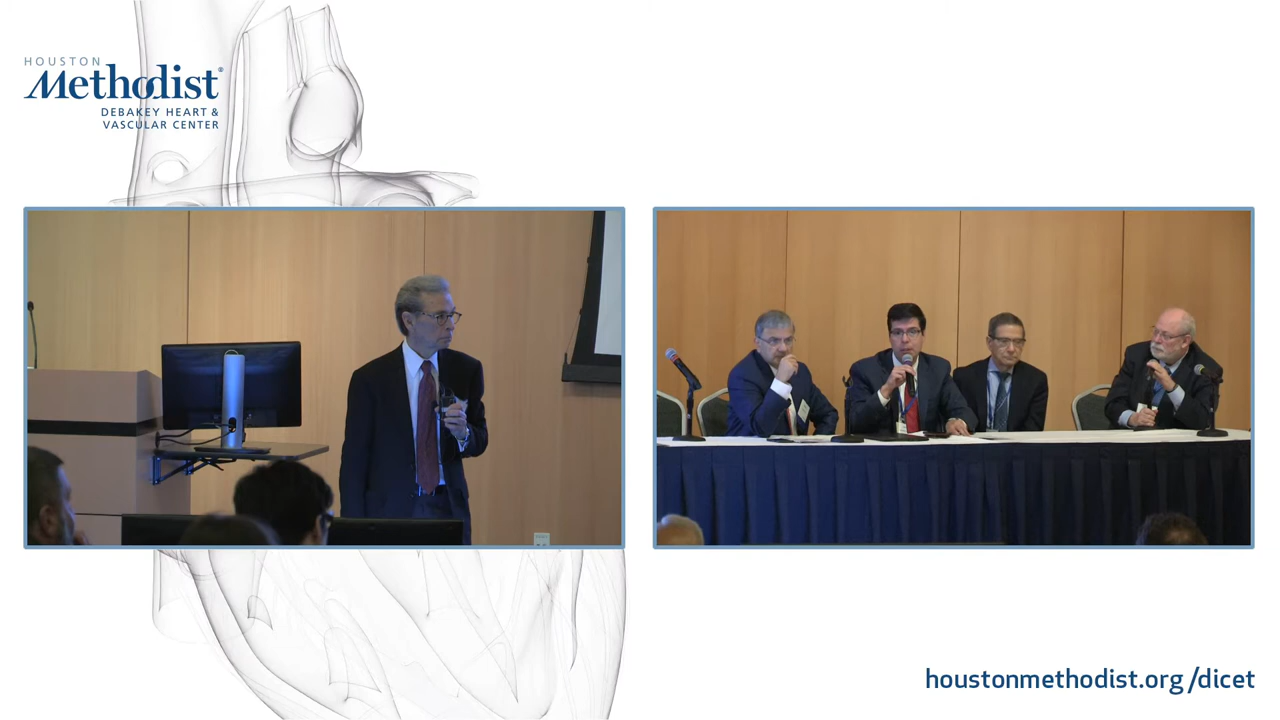 HOUSTON
Methodist®
DEBAKEY HEART &
VASCULAR CENTER
houstonmethodist.org/dicet